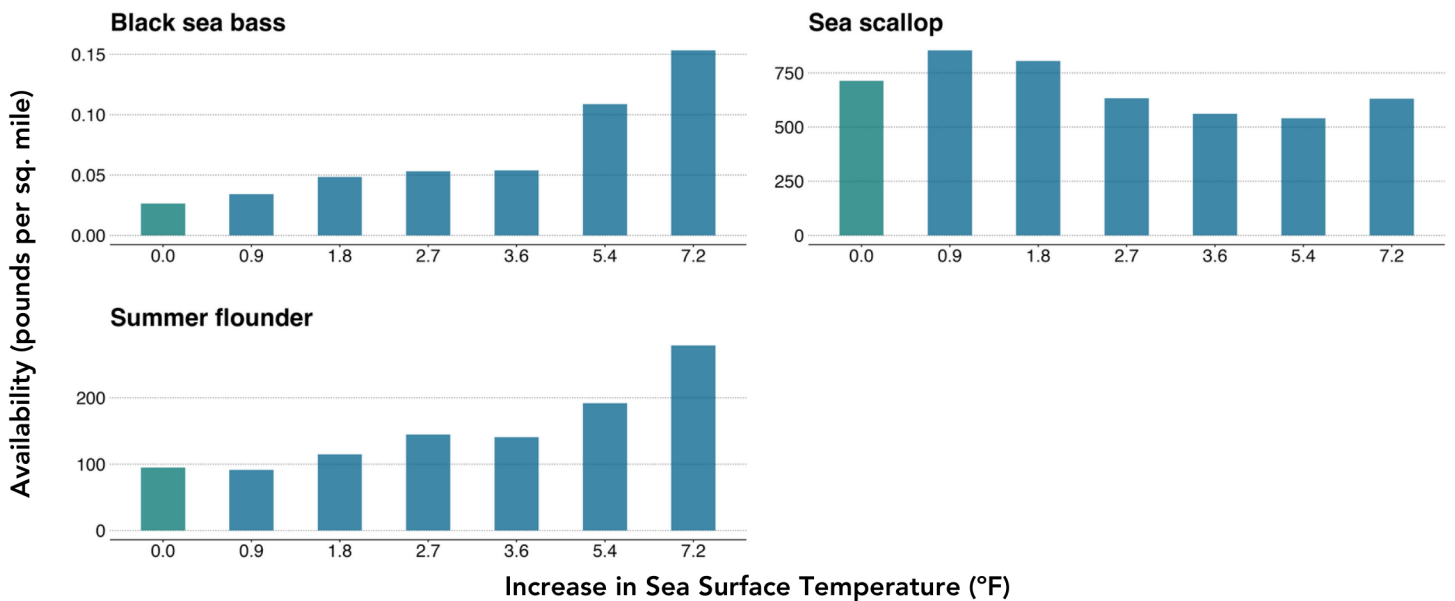 Black sea bass
0.15
0.10
0.05
0.00
0.0 0.9 1.8 2.7 3.6 5.4 7.2
Sea scallop
750
500
250
0
0.0 0.9 1.8 2.7 3.6 5.4 7.2
Summer flounder
200
100
0
0.0 0.9 1.8 2.7 3.6 5.4 7.2
Availability (pounds per sq. mile)
Increase in Sea Surface Temperature (ºF)